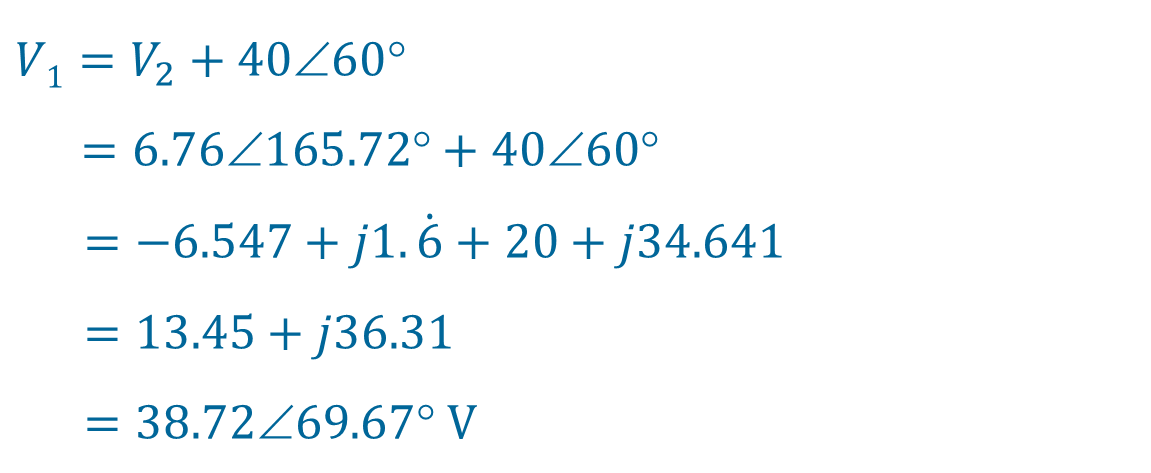 V₁ = V₂ + 40∠60°
= 6.76∠165.72° + 40∠60°
= −6.547 + j1.6̇ + 20 + j34.641
= 13.45 + j36.31
= 38.72∠69.67° V